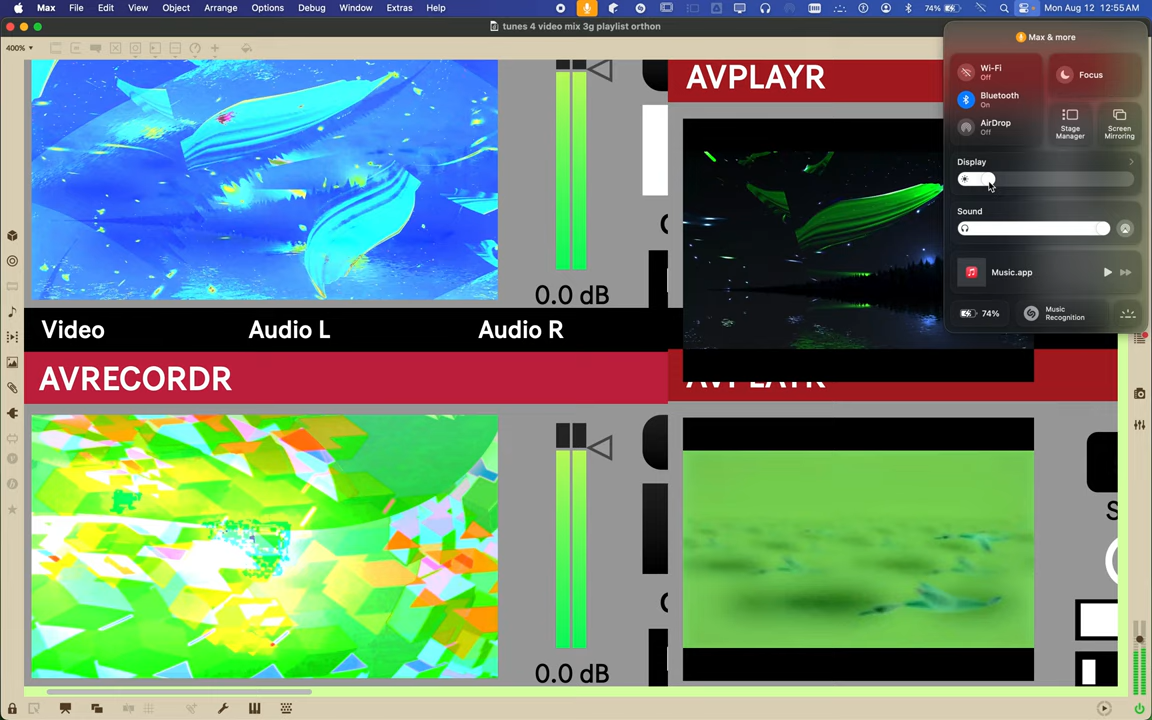 Max File Edit View Object Arrange Options Debug Window Extras Help 74% Mon Aug 12 12:55 AM
tunes 4 video mix 3g playlist orthon
400%
Max & more
Wi-Fi
Off
Focus
Bluetooth
On
AirDrop
Off
Stage
Manager
Screen
Mirroring
Display
Sound
Music.app
74%
Music
Recognition
AVPLAYR
0.0 dB
Video Audio L Audio R
AVRECORDR
AVPLAYR
0.0 dB